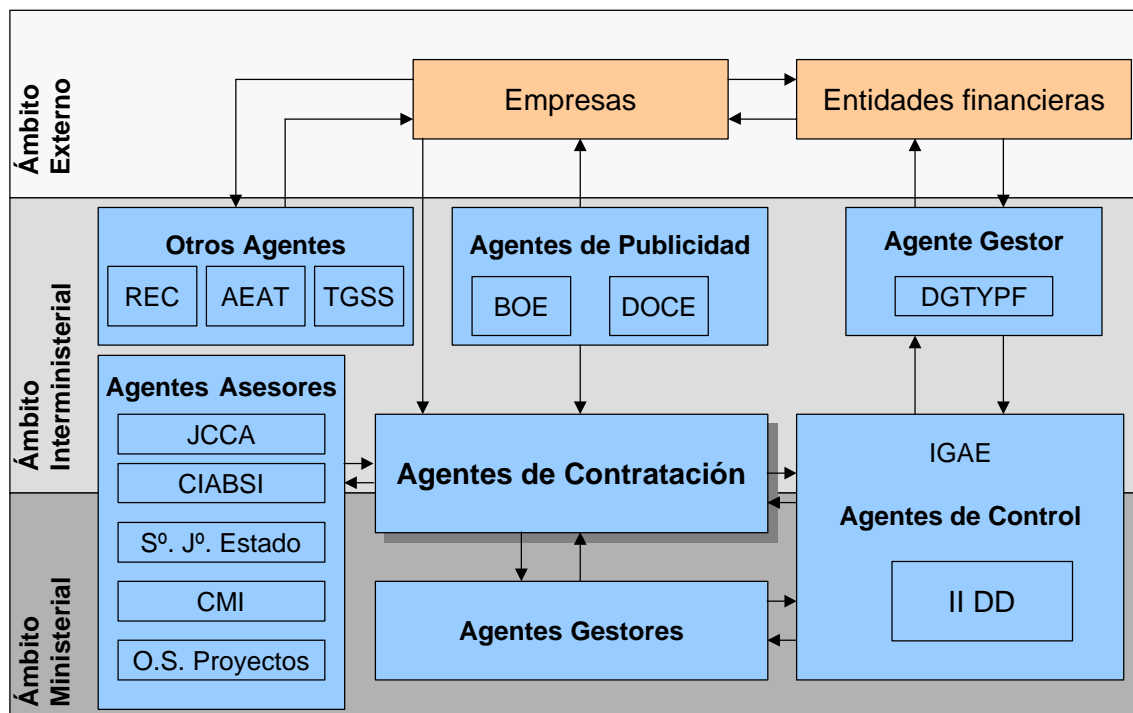 Ámbito
Externo
Empresas
Entidades financieras
Ámbito
Interministerial
Otros Agentes
REC
AEAT
TGSS
Agentes de Publicidad
BOE
DOCE
Agente Gestor
DGTYPF
Agentes Asesores
JCCA
CIABSI
Sº. Jº. Estado
CMI
O.S. Proyectos
Agentes de Contratación
IGAE
Agentes de Control
II DD
Ámbito
Ministerial
Agentes Gestores